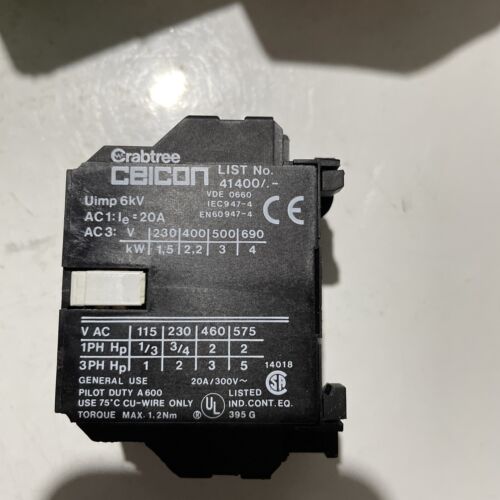 Crabtree
CEICON LIST No.
41400/.-
VDE 0660
Uimp 6kV IEC947-4
AC1: Ie = 20A EN60947-4 CE
AC3: V 230 400 500 690
kW 1,5 2,2 3 4
V AC 115 230 460 575
1PH Hp 1/3 3/4 2 2
3PH Hp 1 2 3 5 14018
GENERAL USE 20A/300V~ SA
PILOT DUTY A600 UL LISTED
USE 75°C CU-WIRE ONLY IND.CONT.EQ.
TORQUE MAX. 1.2Nm ® 395G